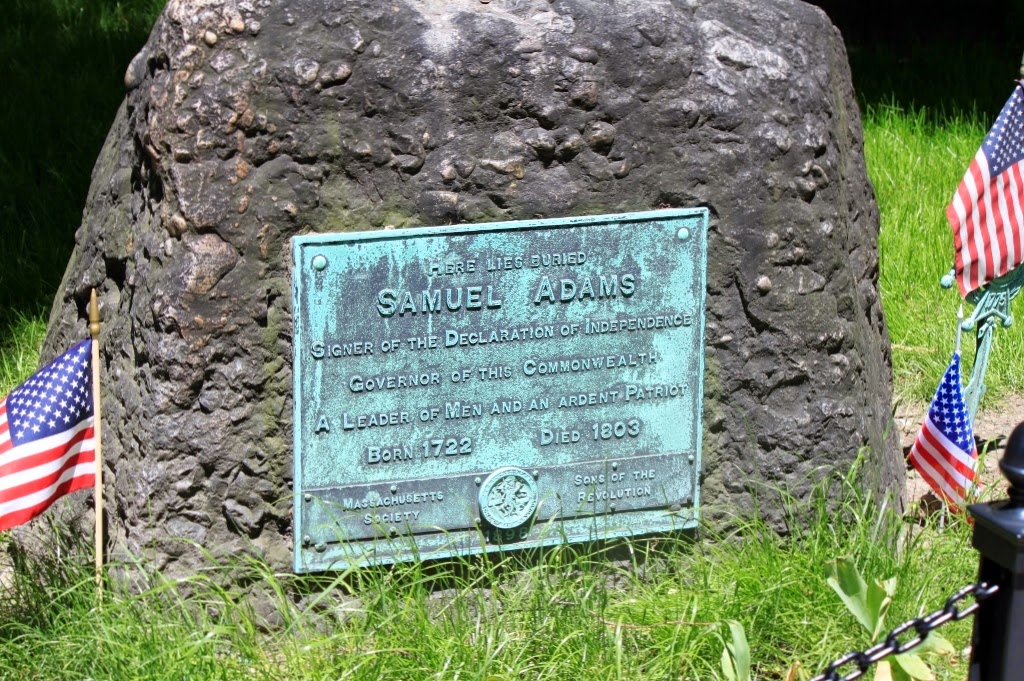 HERE LIES BURIED
SAMUEL ADAMS
SIGNER OF THE DECLARATION OF INDEPENDENCE
GOVERNOR OF THIS COMMONWEALTH
A LEADER OF MEN AND AN ARDENT PATRIOT
BORN 1722 DIED 1803
MASSACHUSETTS
SOCIETY
SONS OF THE
REVOLUTION